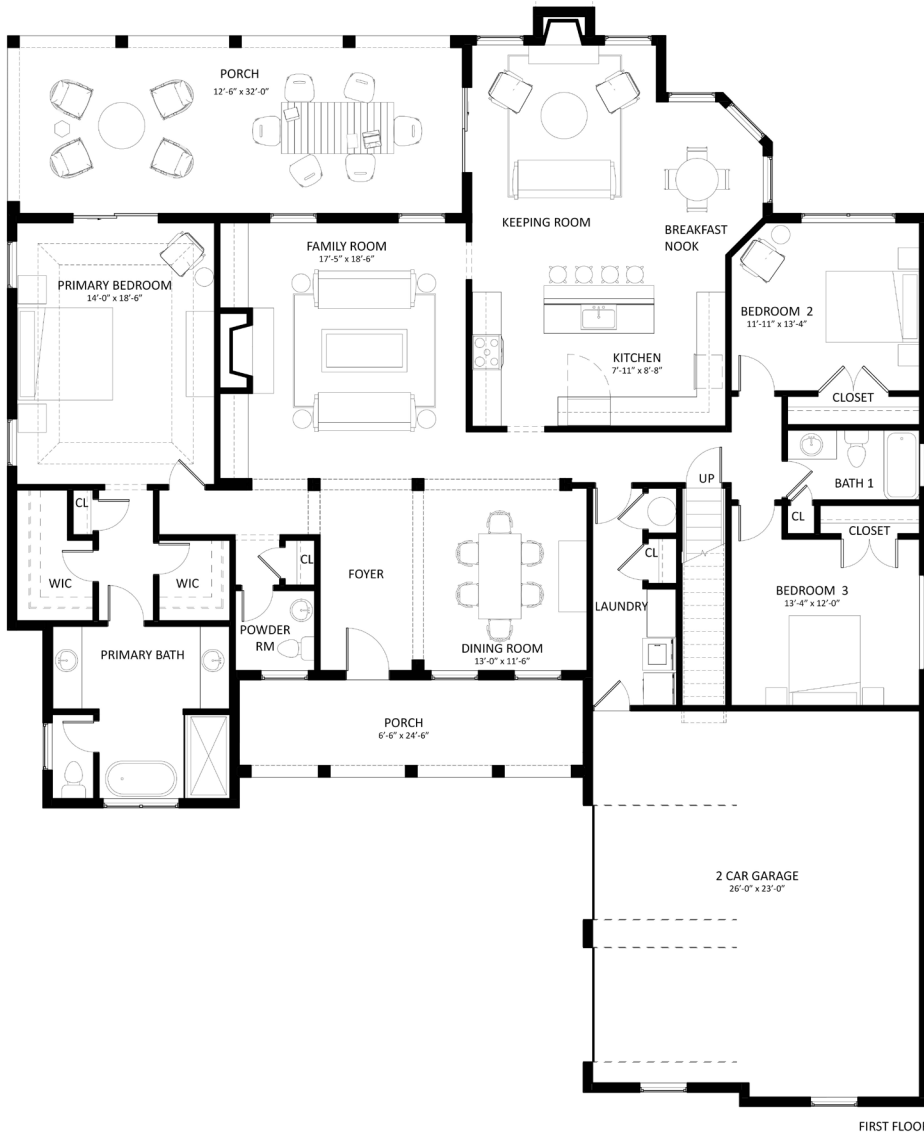 PORCH
12'-6" x 32'-0"
KEEPING ROOM
BREAKFAST
NOOK
FAMILY ROOM
17'-5" x 18'-6"
PRIMARY BEDROOM
14'-0" x 18'-6"
BEDROOM 2
11'-11" x 13'-4"
KITCHEN
7'-11" x 8'-8"
CLOSET
UP
BATH 1
CL
CL
CLOSET
WIC
WIC
CL
FOYER
CL
LAUNDRY
BEDROOM 3
13'-4" x 12'-0"
POWDER
RM
DINING ROOM
13'-0" x 11'-6"
PRIMARY BATH
PORCH
6'-6" x 24'-6"
2 CAR GARAGE
26'-0" x 23'-0"
FIRST FLOO